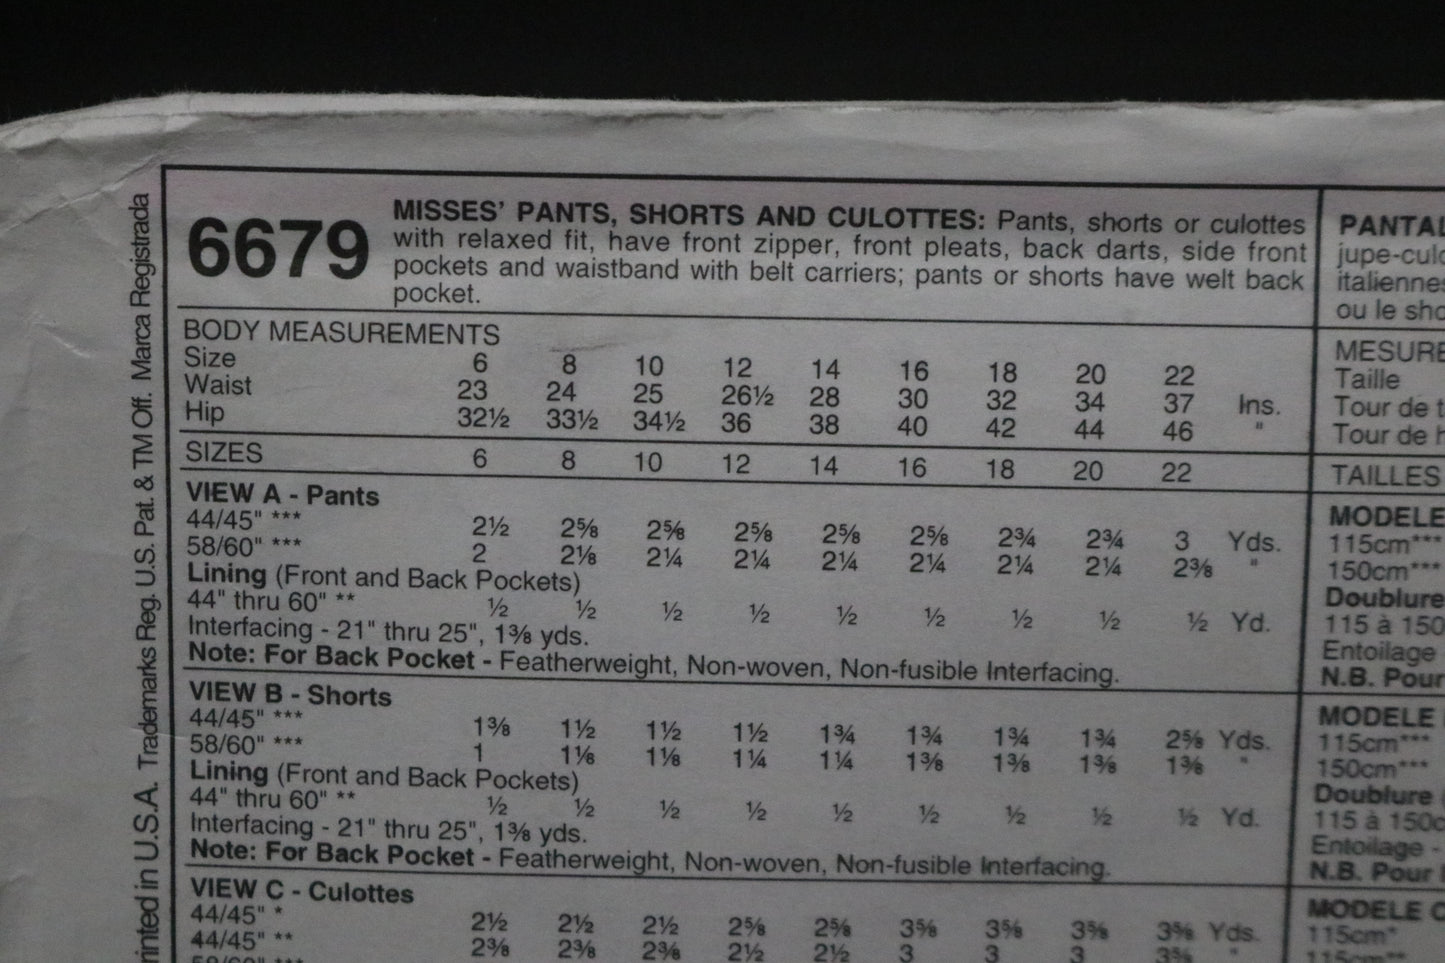 6679
MISSES' PANTS, SHORTS AND CULOTTES: Pants, shorts or culottes
with relaxed fit, have front zipper, front pleats, back darts, side front
pockets and waistband with belt carriers; pants or shorts have welt back
pocket.
BODY MEASUREMENTS
Size 6 8 10 12 14 16 18 20 22
Waist 23 24 25 26½ 28 30 32 34 37 Ins.
Hip 32½ 33½ 34½ 36 38 40 42 44 46 "
SIZES 6 8 10 12 14 16 18 20 22
VIEW A - Pants
44/45" *** 2½ 2⅝ 2⅝ 2⅝ 2⅝ 2⅝ 2¾ 2¾ 3 Yds.
58/60" *** 2 2⅛ 2¼ 2¼ 2¼ 2¼ 2¼ 2¼ 2⅜ "
Lining (Front and Back Pockets)
44" thru 60" ** ½ ½ ½ ½ ½ ½ ½ ½ ½ Yd.
Interfacing - 21" thru 25", 1⅜ yds.
Note: For Back Pocket - Featherweight, Non-woven, Non-fusible Interfacing.
VIEW B - Shorts
44/45" *** 1⅜ 1½ 1½ 1½ 1¾ 1¾ 1¾ 1¾ 2⅝ Yds.
58/60" *** 1 1⅛ 1⅛ 1¼ 1¼ 1⅜ 1⅜ 1⅜ 1⅜ "
Lining (Front and Back Pockets)
44" thru 60" ** ½ ½ ½ ½ ½ ½ ½ ½ ½ Yd.
Interfacing - 21" thru 25", 1⅜ yds.
Note: For Back Pocket - Featherweight, Non-woven, Non-fusible Interfacing.
VIEW C - Culottes
44/45" * 2½ 2½ 2½ 2⅝ 2⅝ 3⅝ 3⅝ 3⅝ 3⅝ Yds.
44/45" ** 2⅜ 2⅜ 2⅜ 2½ 2½ 3 3 3 "
PANTAL
jupe-culo
italienne
ou le sho
MESURE
Taille
Tour de t
Tour de h
TAILLES
MODELE
115cm***
150cm***
Doublure
115 à 150
Entoilage
N.B. Pour
MODELE
115cm***
150cm***
Doublure
115 à 150c
Entoilage -
N.B. Pour
MODELE C
115cm*
115cm**
rinted in U.S.A. Trademarks Reg. U.S. Pat. & TM Off. Marca Registrada